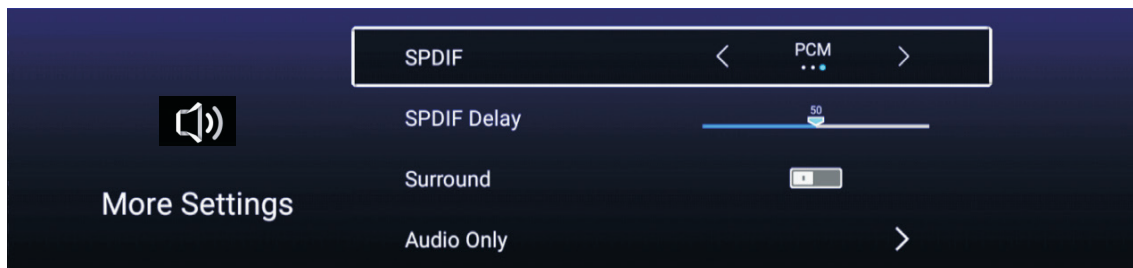 SPDIF
PCM
SPDIF Delay
50
Surround
More Settings
Audio Only